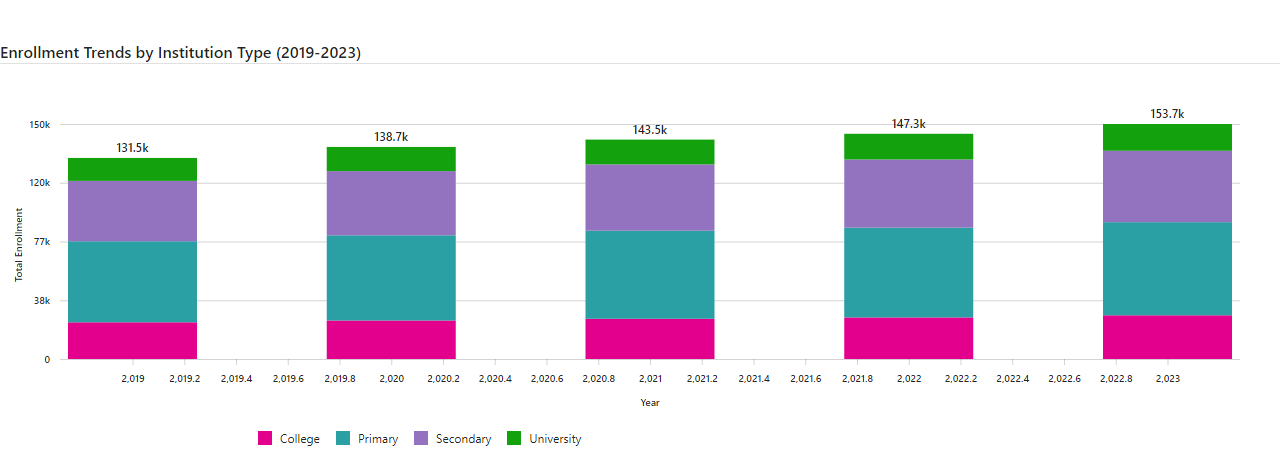 Enrollment Trends by Institution Type (2019-2023)
153.7k
150k
147.3k
143.5k
138.7k
131.5k
120k
77k
38k
0
Total Enrollment
2,019 2,019.2 2,019.4 2,019.6 2,019.8 2,020 2,020.2 2,020.4 2,020.6 2,020.8 2,021 2,021.2 2,021.4 2,021.6 2,021.8 2,022 2,022.2 2,022.4 2,022.6 2,022.8 2,023
Year
College Primary Secondary University